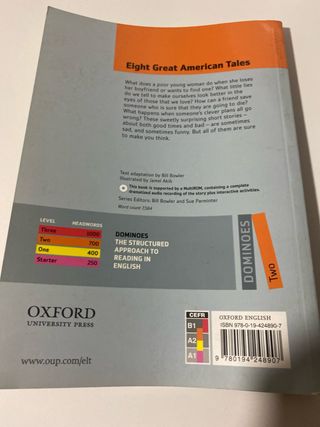 Eight Great American Tales
What does a poor young woman do when she loses
her boyfriend or wants to find one? What little lies
do we tell to make ourselves look better in the
eyes of those that we love? How can a friend save
someone who is sure that they are going to die?
What happens when someone's clever plans all go
wrong? These sweetly surprising short stories –
about both good times and bad – are sometimes
sad, and sometimes funny. But all of them are sure
to make you think.
Text adaptation by Bill Bowler
Illustrated by Jamel Akib
This book is supported by a MultiROM, containing a complete
dramatized audio recording of the story plus interactive activities.
Series Editors: Bill Bowler and Sue Parminter
Word count 7384
LEVEL HEADWORDS
Three 1000
Two 700
One 400
Starter 250
DOMINOES
THE STRUCTURED
APPROACH TO
READING IN
ENGLISH
DOMINOES
Two
OXFORD
UNIVERSITY PRESS
www.oup.com/elt
CEFR
B1
A2
A1
OXFORD ENGLISH
ISBN 978-0-19-424890-7
9 780194 248907